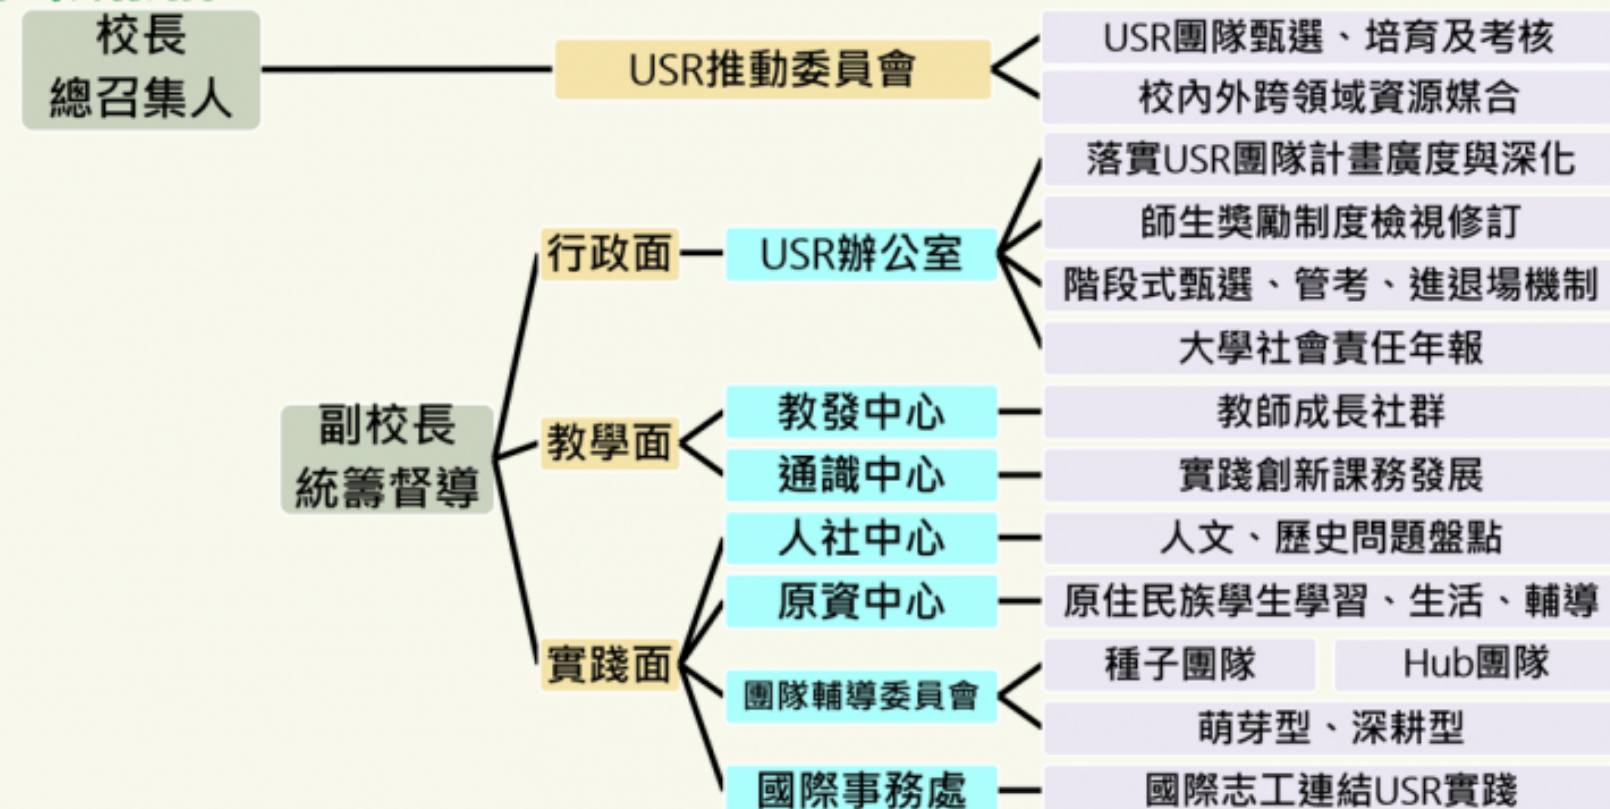 校長
總召集人
USR推動委員會
USR團隊甄選、培育及考核
校內外跨領域資源媒合
副校長
統籌督導
行政面
USR辦公室
落實USR團隊計畫廣度與深化
師生獎勵制度檢視修訂
階段式甄選、管考、進退場機制
大學社會責任年報
教學面
教發中心
教師成長社群
通識中心
實踐創新課務發展
實踐面
人社中心
人文、歷史問題盤點
原資中心
原住民族學生學習、生活、輔導
團隊輔導委員會
種子團隊
Hub團隊
萌芽型、深耕型
國際事務處
國際志工連結USR實踐